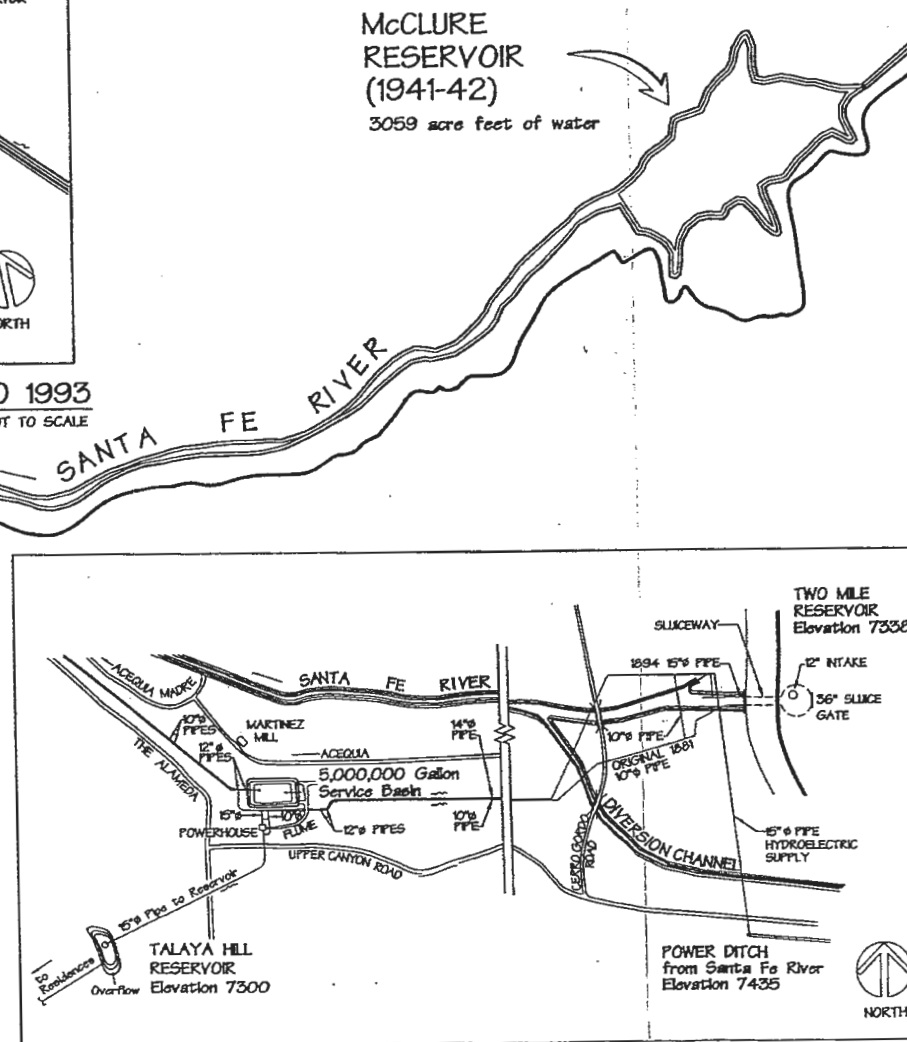 McCLURE
RESERVOIR
(1941-42)
3059 acre feet of water
NORTH
1993
TO SCALE
SANTA FE RIVER
TWO MILE
RESERVOIR
Elevation 7338
SLUICEWAY
1894 15"ø PIPE
12" INTAKE
36" SLUICE
GATE
ACEQUIA MADRE
SANTA FE RIVER
10"ø
PIPES
MARTINEZ
MILL
14"ø
PIPE
10"ø PIPE
ORIGINAL 1881
10"ø PIPE
12"ø
PIPES
ACEQUIA
THE ALAMEDA
5,000,000 Gallon
Service Basin
15"ø
10"ø
POWERHOUSE
FLUME
12"ø PIPES
10"ø
PIPE
DIVERSION CHANNEL
CERRO GORDO
ROAD
15"ø PIPE
HYDROELECTRIC
SUPPLY
UPPER CANYON ROAD
15"ø Pipe to Reservoir
to
Residences
Overflow
TALAYA HILL
RESERVOIR
Elevation 7300
POWER DITCH
from Santa Fe River
Elevation 7435
NORTH